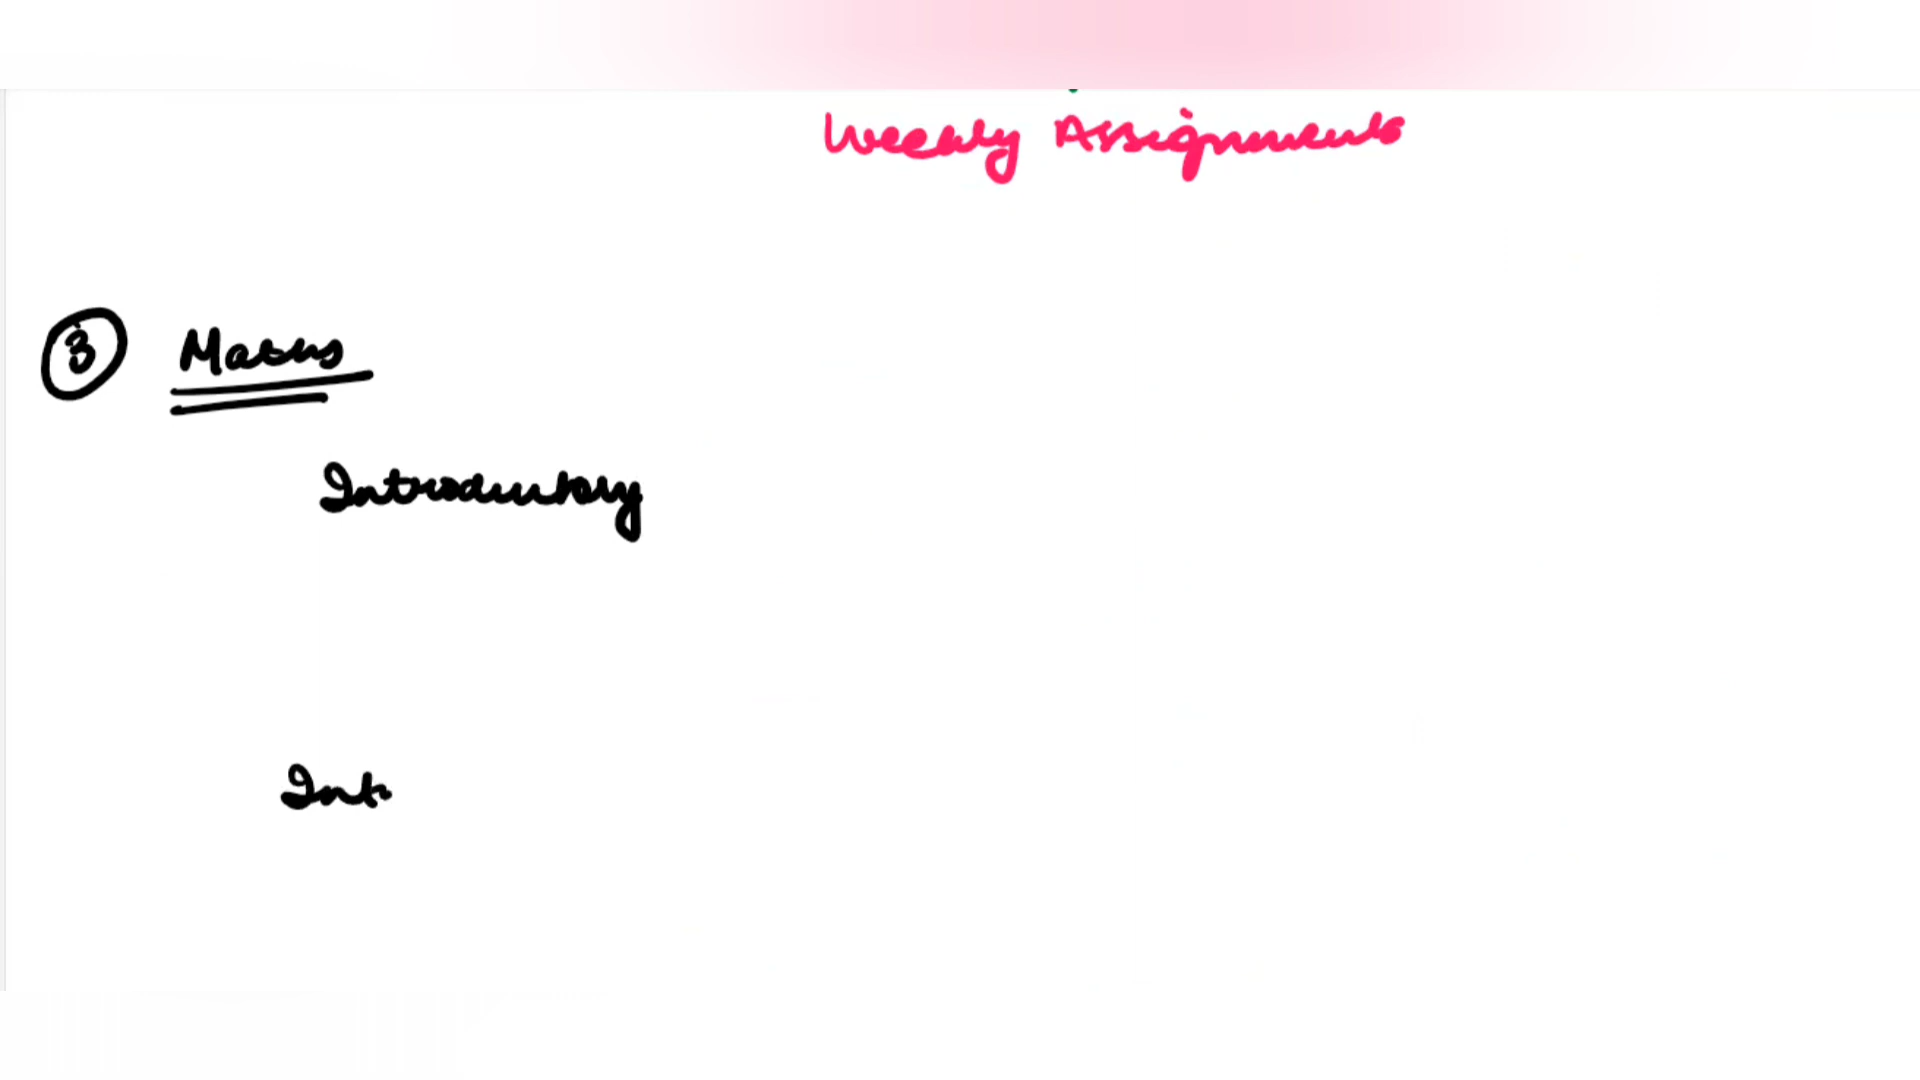 Weekly Assignments
③ Maths
Introductory
Int